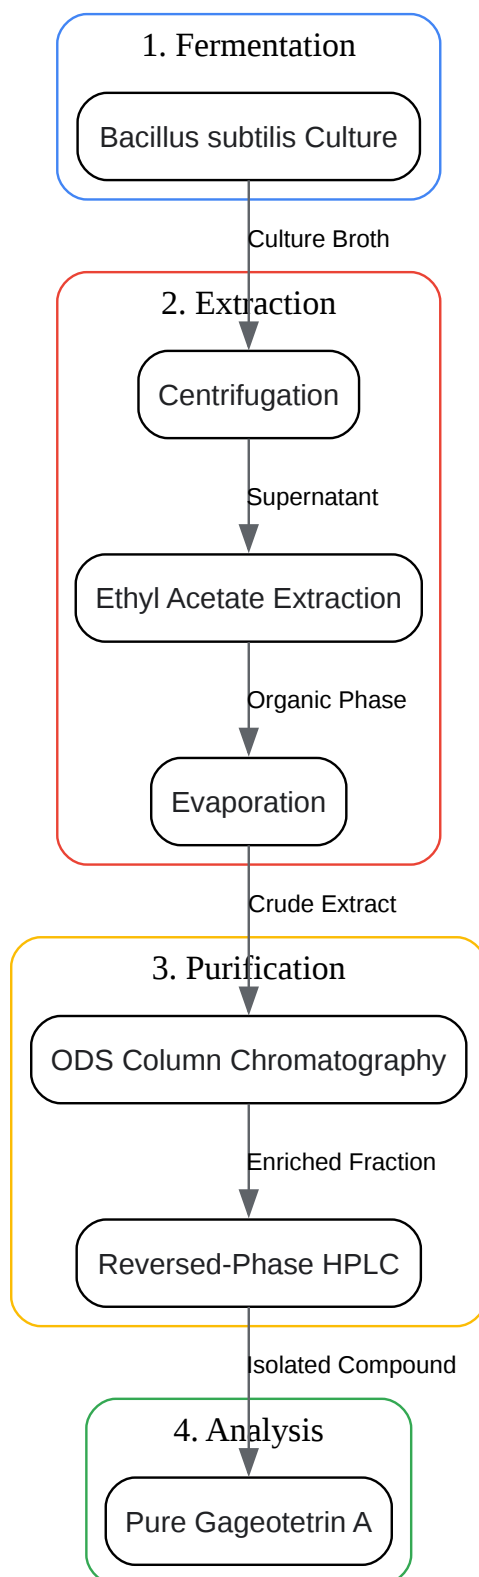 1. Fermentation
Bacillus subtilis Culture
Culture Broth
2. Extraction
Centrifugation
Supernatant
Ethyl Acetate Extraction
Organic Phase
Evaporation
Crude Extract
3. Purification
ODS Column Chromatography
Enriched Fraction
Reversed-Phase HPLC
Isolated Compound
4. Analysis
Pure Gageotetrin A